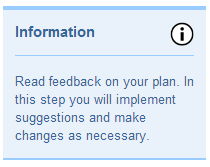 Information
Read feedback on your plan. In
this step you will implement
suggestions and make
changes as necessary.